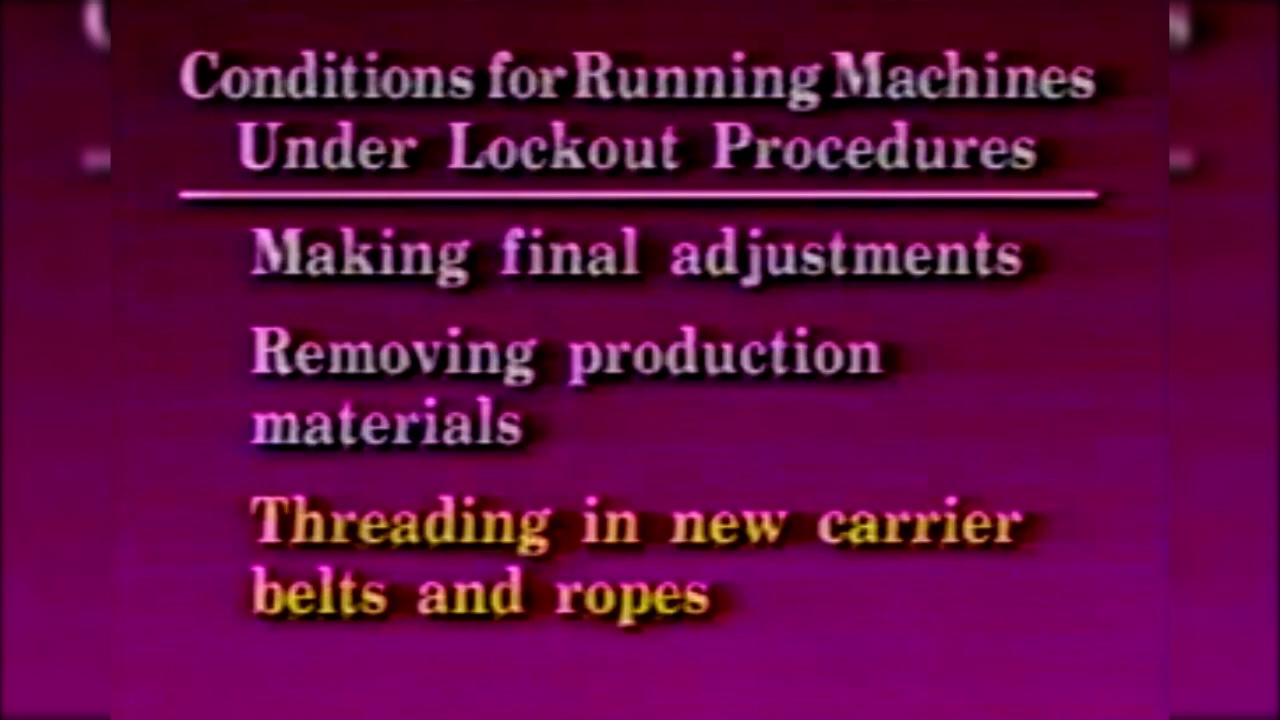 Conditions for Running Machines
Under Lockout Procedures
Making final adjustments
Removing production
materials
Threading in new carrier
belts and ropes